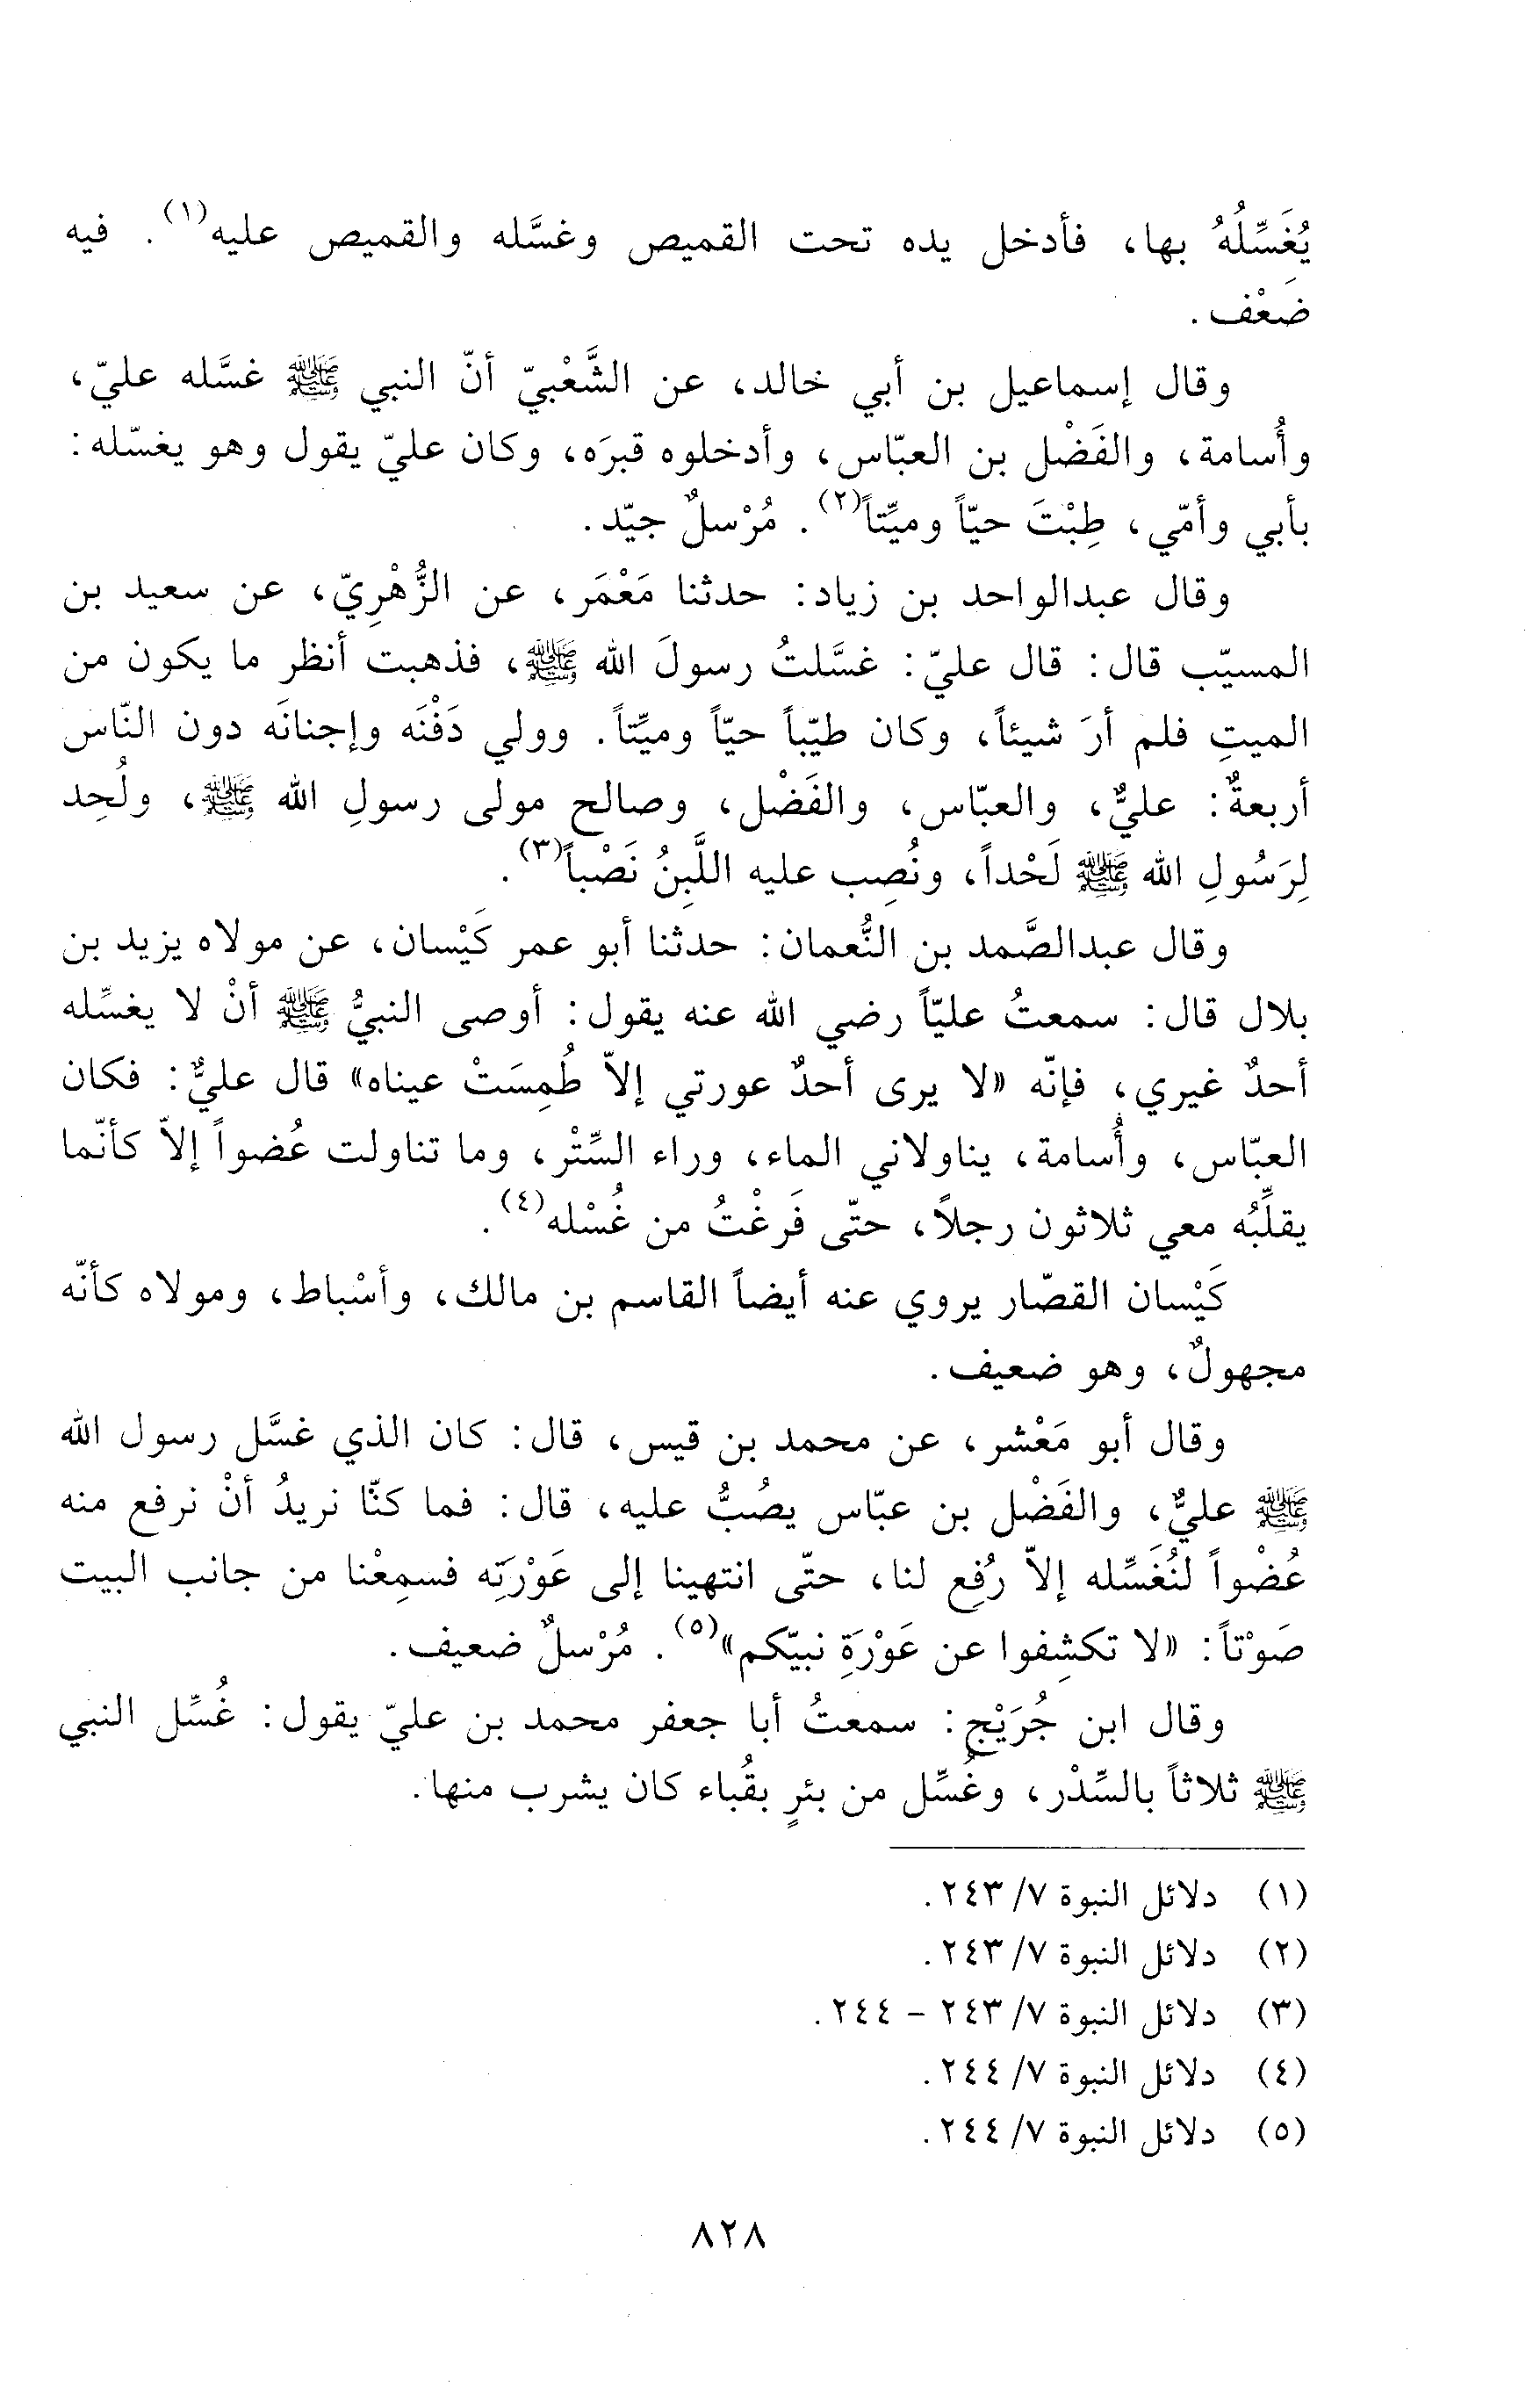 يُغَسِّلُهُ بها، فأدخل يده تحت القميص وغسَّله والقميص عليه(١). فيه
ضَعْف.
وقال إسماعيل بن أبي خالد، عن الشَّعْبيّ أنّ النبي ﷺ غسَّله عليّ،
وأُسامة، والفَضْل بن العبّاس، وأدخلوه قبرَه، وكان عليّ يقول وهو يغسّله:
بأبي وأمّي، طِبْتَ حيّاً وميِّتاً(٢). مُرْسلٌ جيّد.
وقال عبدالواحد بن زياد: حدثنا مَعْمَر، عن الزُّهْرِيّ، عن سعيد بن
المسيّب قال: قال عليّ: غسَّلتُ رسولَ الله ﷺ، فذهبت أنظر ما يكون من
الميتِ فلم أرَ شيئاً، وكان طيّباً حيّاً وميِّتاً. وولي دَفْنَه وإجنانَه دون النّاس
أربعةٌ: عليٌّ، والعبّاس، والفَضْل، وصالح مولى رسولِ الله ﷺ، ولُحِد
لِرَسُولِ الله ﷺ لَحْداً، ونُصِب عليه اللَّبِنُ نَصْباً(٣).
وقال عبدالصَّمد بن النُّعمان: حدثنا أبو عمر كَيْسان، عن مولاه يزيد بن
بلال قال: سمعتُ عليّاً رضي الله عنه يقول: أوصى النبيُّ ﷺ أنْ لا يغسِّله
أحدٌ غيري، فإنّه «لا يرى أحدٌ عورتي إلاّ طُمِسَتْ عيناه» قال عليٌّ: فكان
العبّاس، وأُسامة، يناولاني الماء، وراء السِّتْر، وما تناولت عُضواً إلاّ كأنّما
يقلِّبُه معي ثلاثون رجلاً، حتّى فَرغْتُ من غُسْله(٤).
كَيْسان القصّار يروي عنه أيضاً القاسم بن مالك، وأسْباط، ومولاه كأنّه
مجهولٌ، وهو ضعيف.
وقال أبو مَعْشر، عن محمد بن قيس، قال: كان الذي غسَّل رسول الله
ﷺ عليٌّ، والفَضْل بن عبّاس يصُبُّ عليه، قال: فما كنّا نريدُ أنْ نرفع منه
عُضْواً لنُغَسِّله إلاّ رُفِع لنا، حتّى انتهينا إلى عَوْرَتِه فسمِعْنا من جانب البيت
صَوْتاً: «لا تكشِفوا عن عَوْرَةِ نبيّكم»(٥). مُرْسلٌ ضعيف.
وقال ابن جُرَيْج: سمعتُ أبا جعفر محمد بن عليّ يقول: غُسِّل النبي
ﷺ ثلاثاً بالسِّدْر، وغُسِّل من بئرٍ بقُباء كان يشرب منها.
(١) دلائل النبوة ٧/ ٢٤٣.
(٢) دلائل النبوة ٧/ ٢٤٣.
(٣) دلائل النبوة ٧/ ٢٤٣ - ٢٤٤.
(٤) دلائل النبوة ٧/ ٢٤٤.
(٥) دلائل النبوة ٧/ ٢٤٤.
٨٢٨